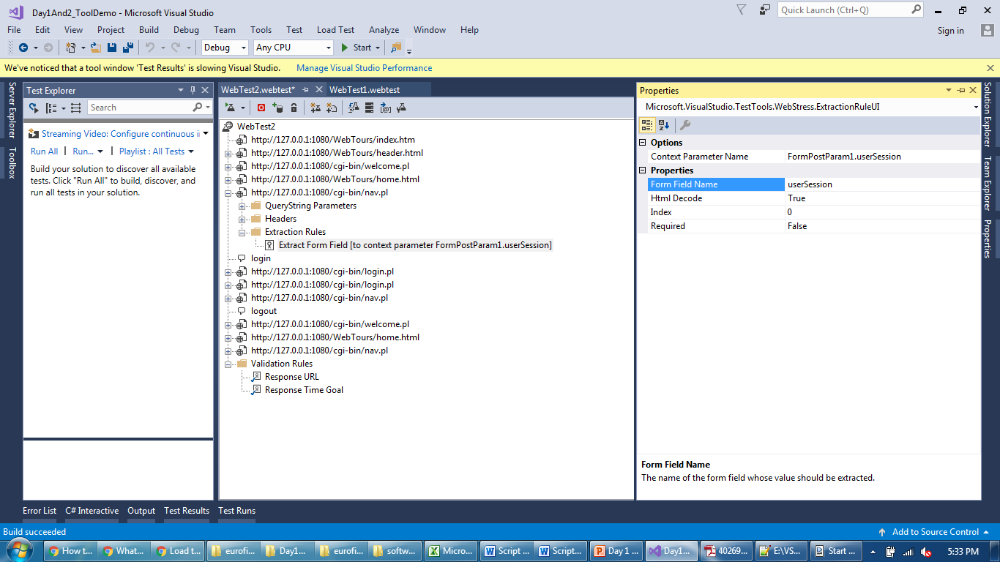 Day1And2_ToolDemo - Microsoft Visual Studio
Quick Launch (Ctrl+Q)
File Edit View Project Build Debug Team Tools Test Load Test Analyze Window Help
Sign in
Debug Any CPU Start
We've noticed that a tool window 'Test Results' is slowing Visual Studio. Manage Visual Studio Performance
Server Explorer
Toolbox
Test Explorer
Search
Streaming Video: Configure continuous i
Run All | Run... | Playlist : All Tests
Build your solution to discover all available
tests. Click "Run All" to build, discover, and
run all tests in your solution.
WebTest2.webtest* WebTest1.webtest
WebTest2
http://127.0.0.1:1080/WebTours/index.htm
http://127.0.0.1:1080/WebTours/header.html
http://127.0.0.1:1080/cgi-bin/welcome.pl
http://127.0.0.1:1080/WebTours/home.html
http://127.0.0.1:1080/cgi-bin/nav.pl
QueryString Parameters
Headers
Extraction Rules
Extract Form Field [to context parameter FormPostParam1.userSession]
login
http://127.0.0.1:1080/cgi-bin/login.pl
http://127.0.0.1:1080/cgi-bin/login.pl
http://127.0.0.1:1080/cgi-bin/nav.pl
logout
http://127.0.0.1:1080/cgi-bin/welcome.pl
http://127.0.0.1:1080/WebTours/home.html
http://127.0.0.1:1080/cgi-bin/nav.pl
Validation Rules
Response URL
Response Time Goal
Properties
Microsoft.VisualStudio.TestTools.WebStress.ExtractionRuleUI
Options
Context Parameter Name FormPostParam1.userSession
Properties
Form Field Name userSession
Html Decode True
Index 0
Required False
Form Field Name
The name of the form field whose value should be extracted.
Solution Explorer
Team Explorer
Properties
Error List C# Interactive Output Test Results Test Runs
Build succeeded
Add to Source Control
How t... What... Load t... eurofi... Day1... eurofi... softw... Micro... Script ... Script... Day 1 ... Day1... 40269... E:\VS... Start ...
5:33 PM